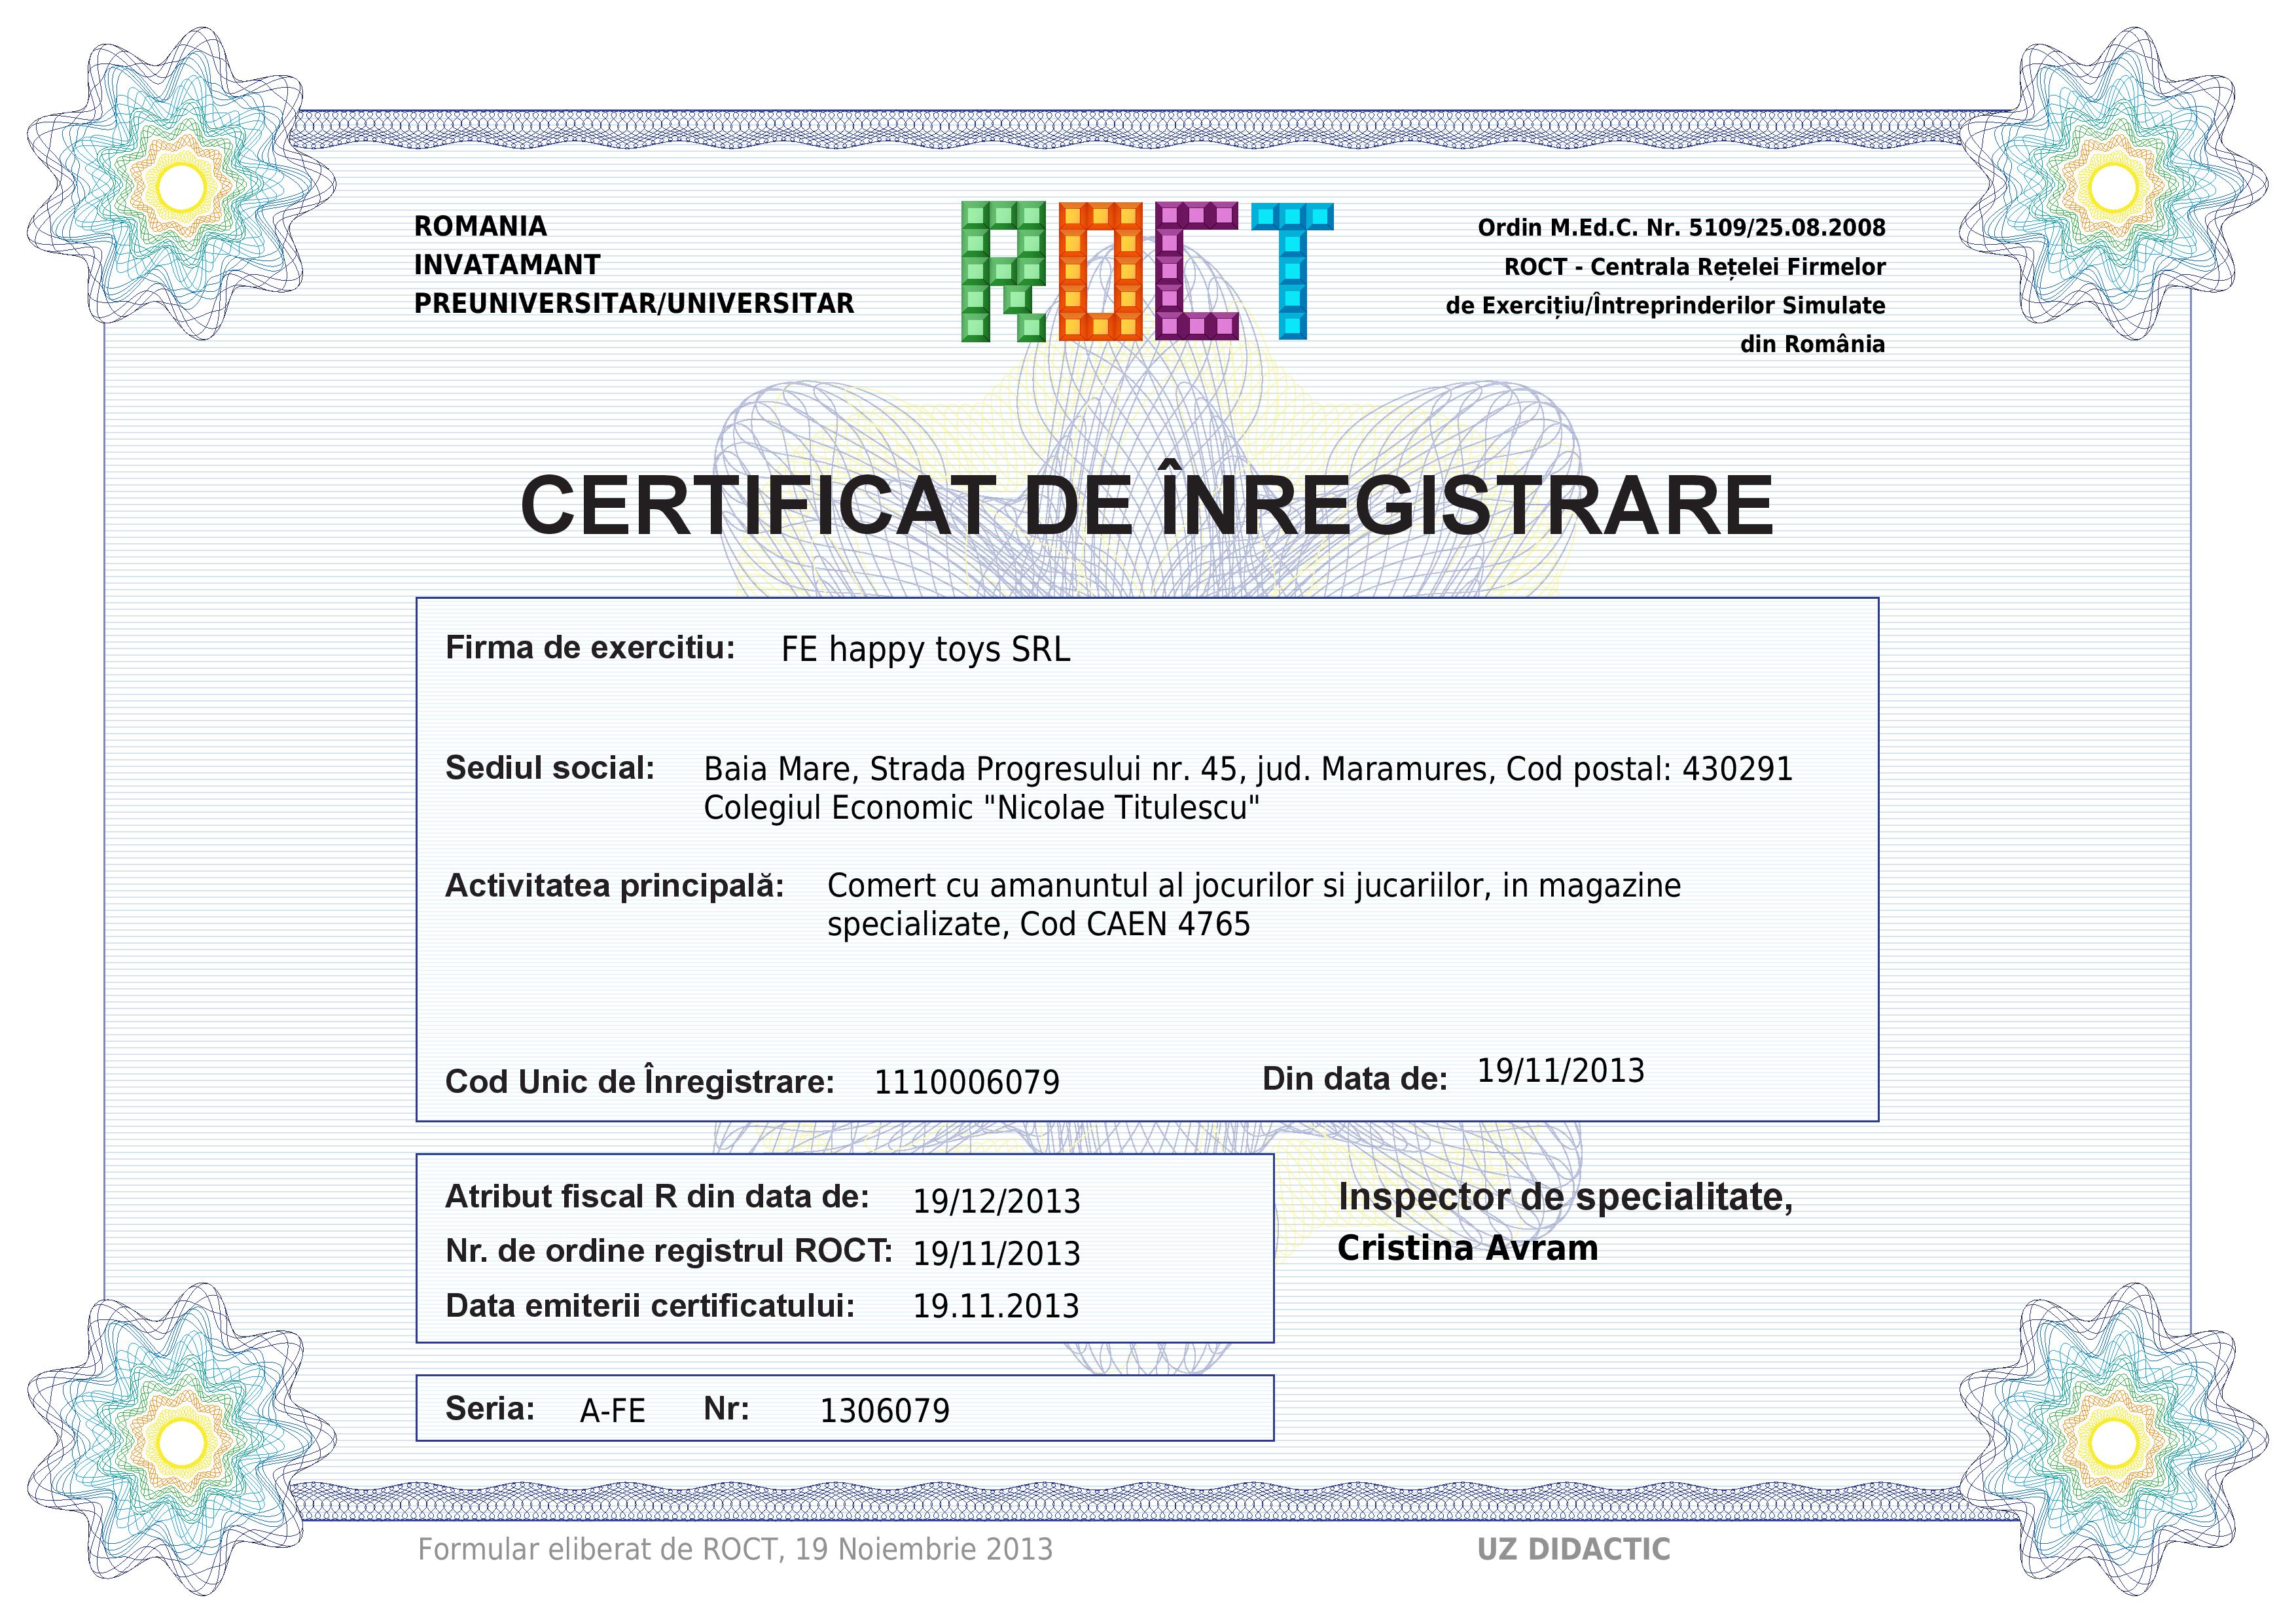 ROMANIA
INVATAMANT
PREUNIVERSITAR/UNIVERSITAR
ROCT
Ordin M.Ed.C. Nr. 5109/25.08.2008
ROCT - Centrala Rețelei Firmelor
de Exercițiu/Întreprinderilor Simulate
din România
CERTIFICAT DE ÎNREGISTRARE
Firma de exercitiu: FE happy toys SRL
Sediul social: Baia Mare, Strada Progresului nr. 45, jud. Maramures, Cod postal: 430291
Colegiul Economic "Nicolae Titulescu"
Activitatea principală: Comert cu amanuntul al jocurilor si jucariilor, in magazine
specializate, Cod CAEN 4765
Cod Unic de Înregistrare: 1110006079 Din data de: 19/11/2013
Atribut fiscal R din data de: 19/12/2013
Nr. de ordine registrul ROCT: 19/11/2013
Data emiterii certificatului: 19.11.2013
Inspector de specialitate,
Cristina Avram
Seria: A-FE Nr: 1306079
Formular eliberat de ROCT, 19 Noiembrie 2013 UZ DIDACTIC